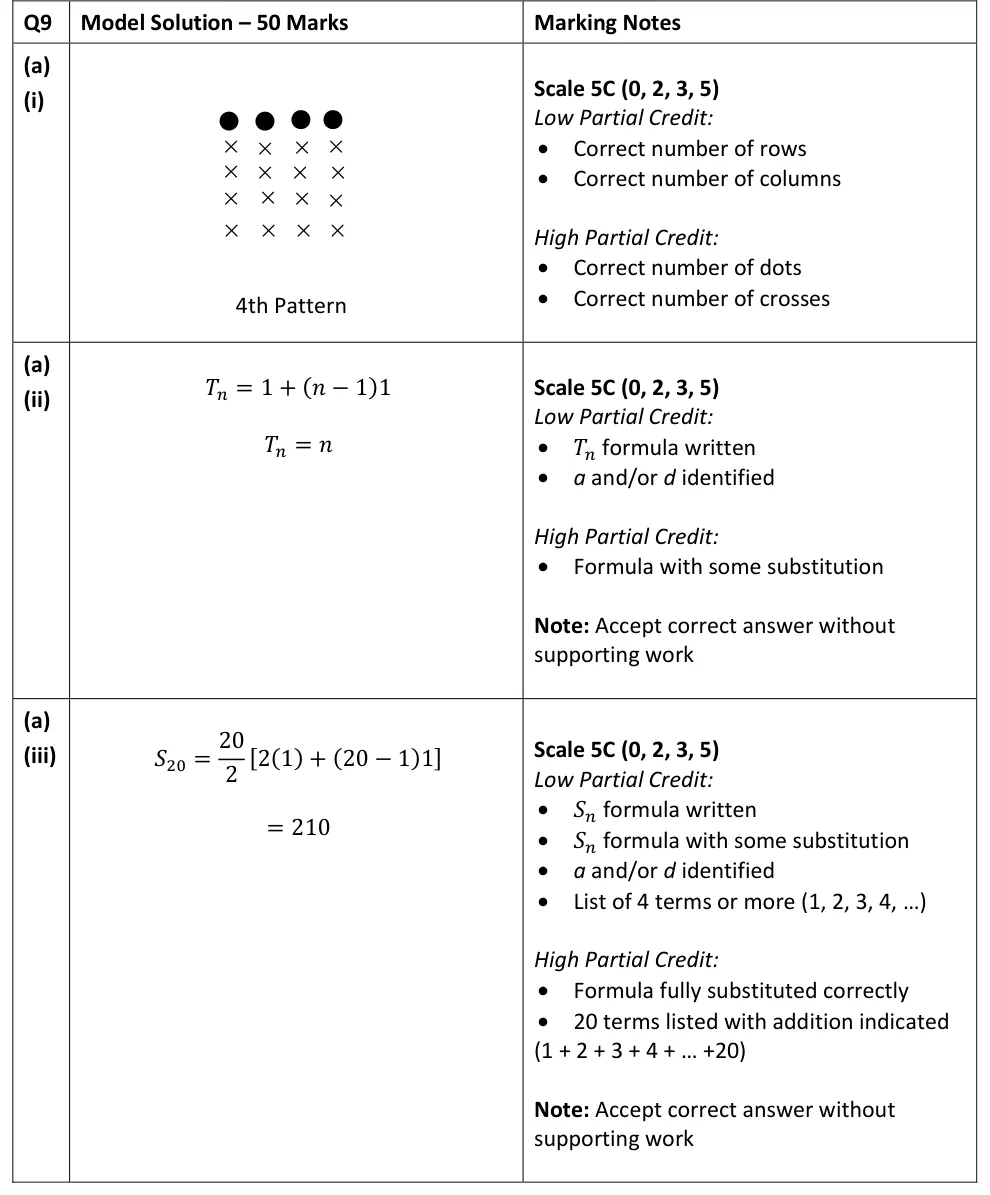 Q9 Model Solution – 50 Marks Marking Notes
(a)
(i)
4th Pattern
Scale 5C (0, 2, 3, 5)
Low Partial Credit:
• Correct number of rows
• Correct number of columns
High Partial Credit:
• Correct number of dots
• Correct number of crosses
(a)
(ii)
Tₙ = 1 + (n − 1)1
Tₙ = n
Scale 5C (0, 2, 3, 5)
Low Partial Credit:
• Tₙ formula written
• a and/or d identified
High Partial Credit:
• Formula with some substitution
Note: Accept correct answer without
supporting work
(a)
(iii)
S₂₀ = 20/2 [2(1) + (20 − 1)1]
= 210
Scale 5C (0, 2, 3, 5)
Low Partial Credit:
• Sₙ formula written
• Sₙ formula with some substitution
• a and/or d identified
• List of 4 terms or more (1, 2, 3, 4, …)
High Partial Credit:
• Formula fully substituted correctly
• 20 terms listed with addition indicated
(1 + 2 + 3 + 4 + … +20)
Note: Accept correct answer without
supporting work